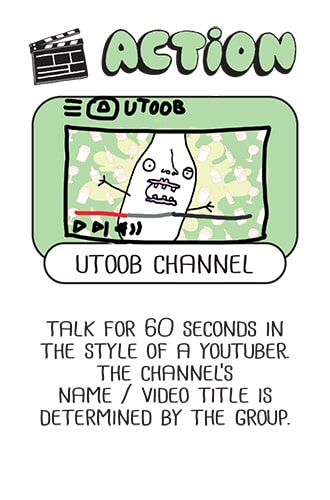 ACTION
UTOOB
UTOOB CHANNEL
TALK FOR 60 SECONDS IN
THE STYLE OF A YOUTUBER.
THE CHANNEL'S
NAME / VIDEO TITLE IS
DETERMINED BY THE GROUP.